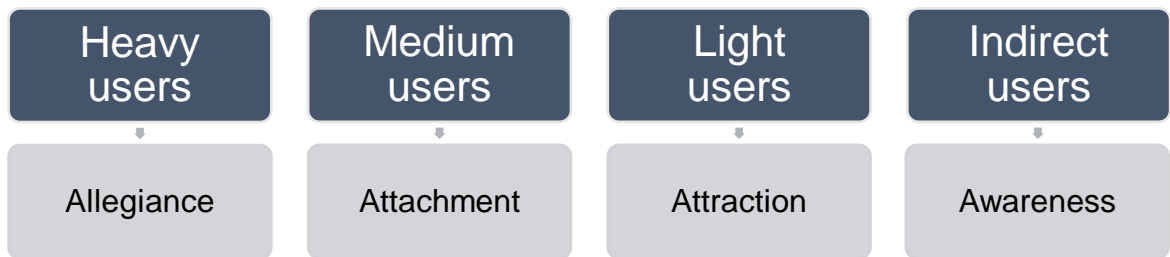 Heavy
users
Medium
users
Light
users
Indirect
users
Allegiance
Attachment
Attraction
Awareness